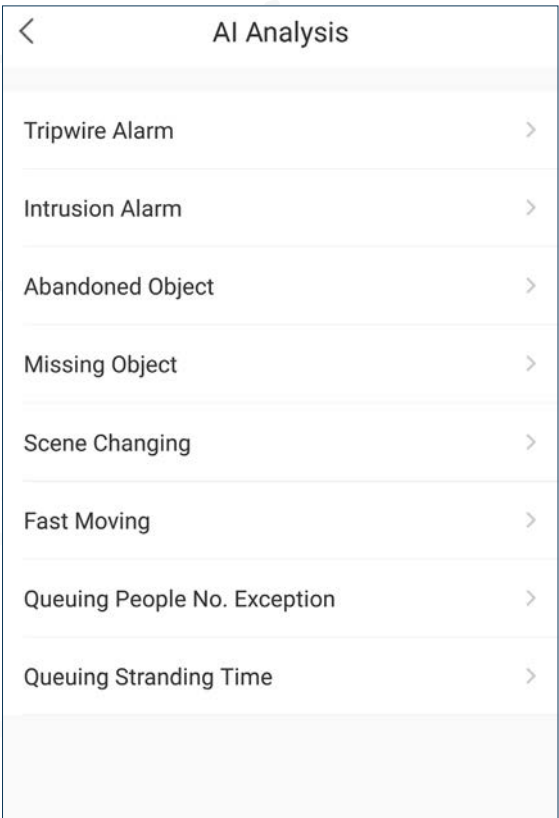 AI Analysis
Tripwire Alarm
Intrusion Alarm
Abandoned Object
Missing Object
Scene Changing
Fast Moving
Queuing People No. Exception
Queuing Stranding Time